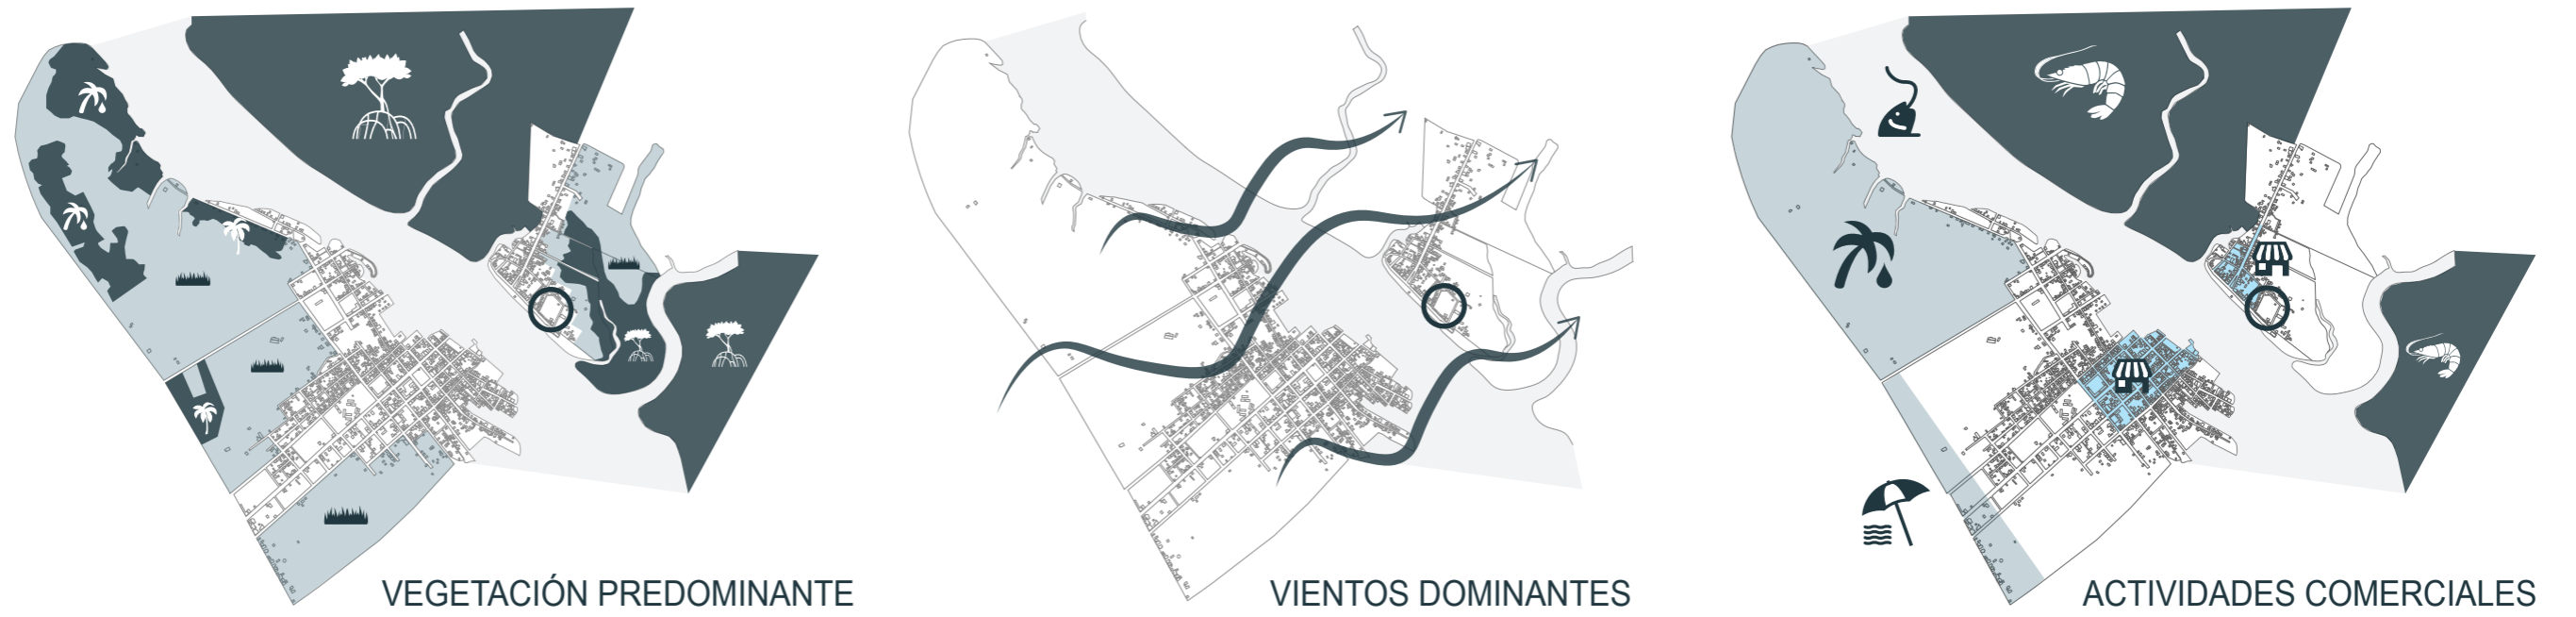 VEGETACIÓN PREDOMINANTE
VIENTOS DOMINANTES
ACTIVIDADES COMERCIALES